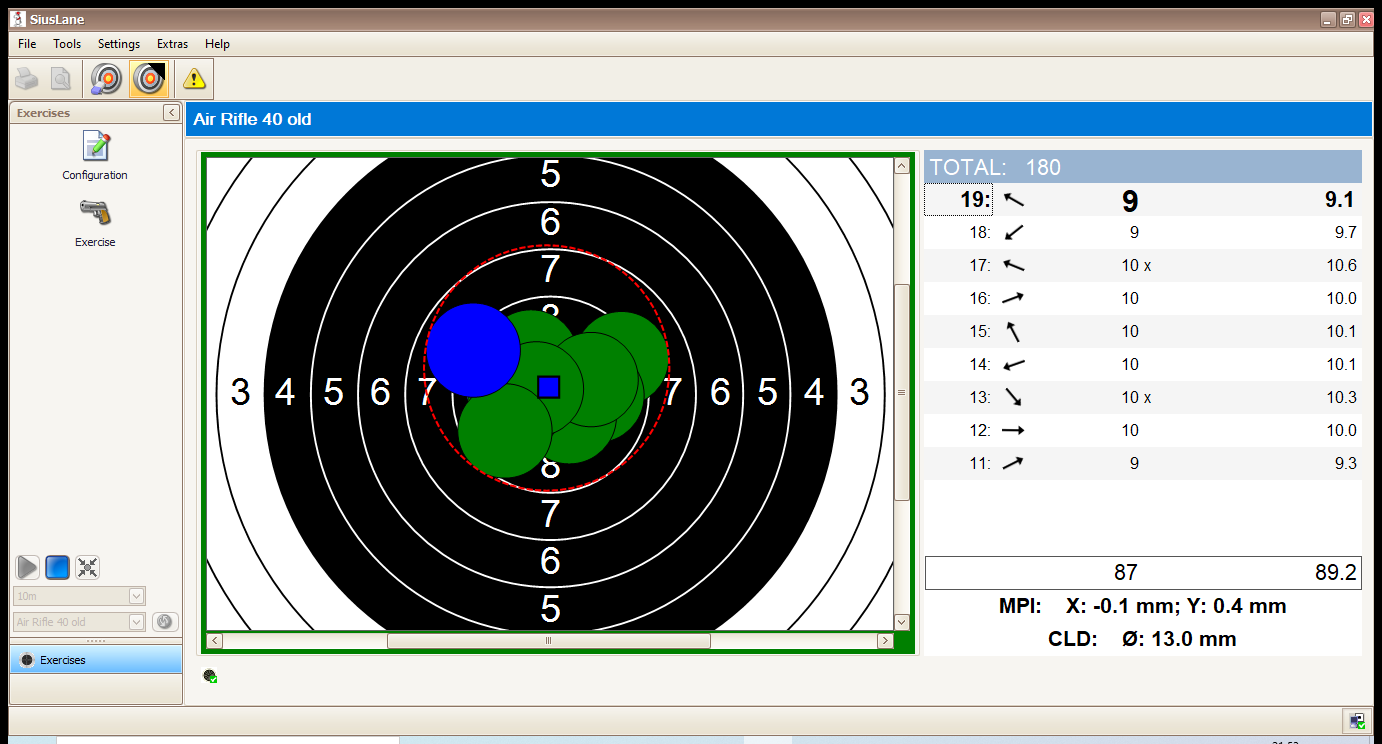 SiusLane
File Tools Settings Extras Help
Exercises
Configuration
Exercise
10m
Air Rifle 40 old
Exercises
Air Rifle 40 old
5
6
7
3 4 5 6 7 7 6 5 4 3
8
7
6
5
TOTAL: 180
19: 9 9.1
18: 9 9.7
17: 10 x 10.6
16: 10 10.0
15: 10 10.1
14: 10 10.1
13: 10 x 10.3
12: 10 10.0
11: 9 9.3
87 89.2
MPI: X: -0.1 mm; Y: 0.4 mm
CLD: Ø: 13.0 mm